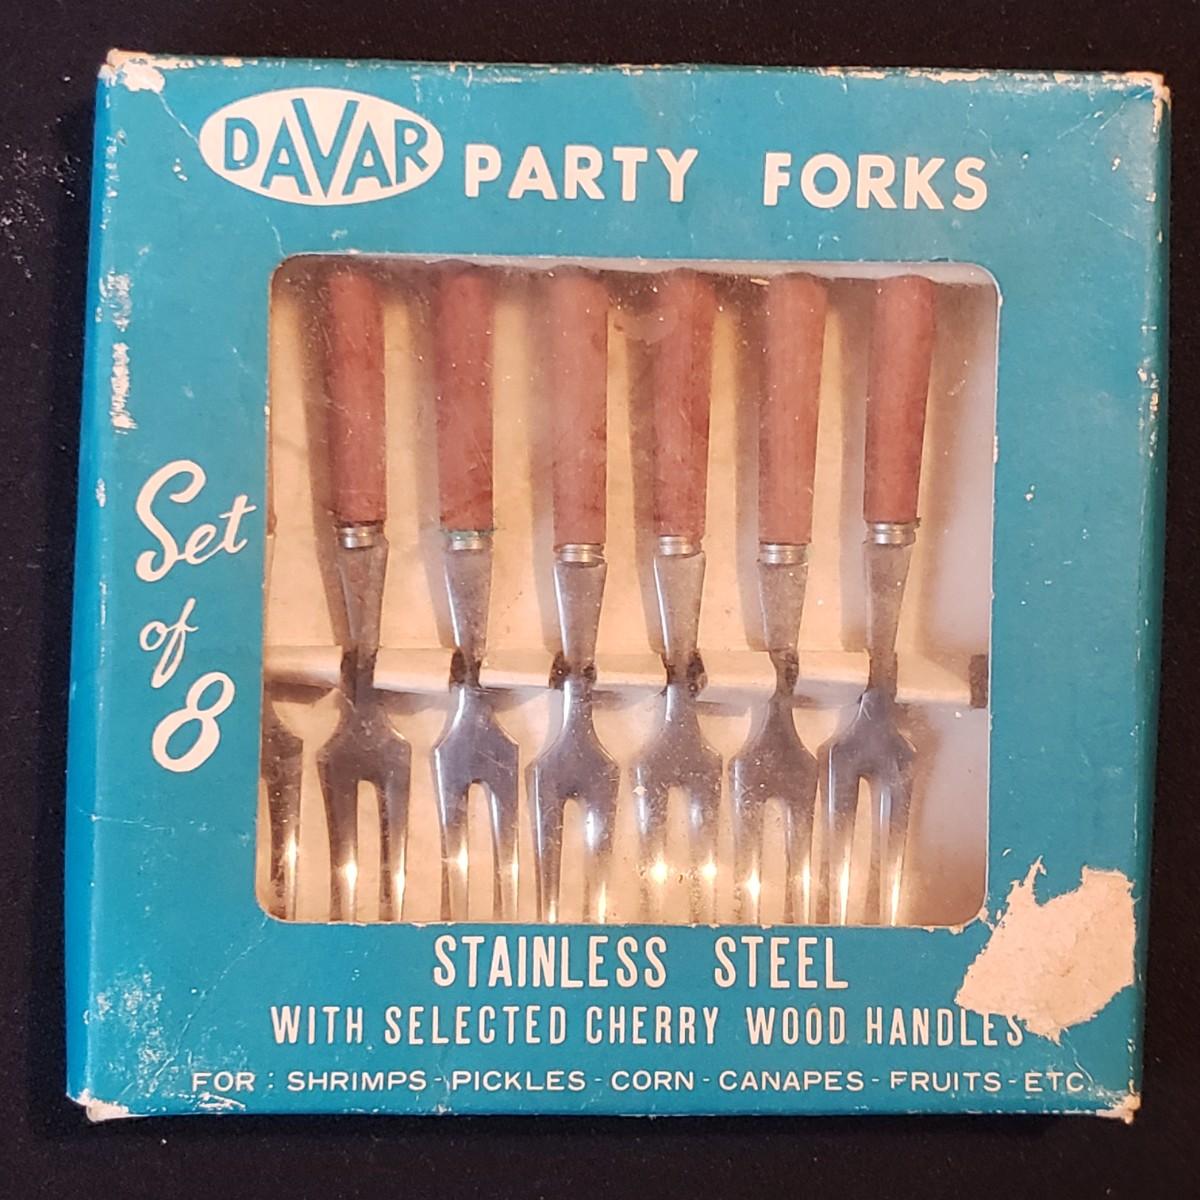 DAVAR PARTY FORKS
Set
of
8
STAINLESS STEEL
WITH SELECTED CHERRY WOOD HANDLES
FOR : SHRIMPS - PICKLES - CORN - CANAPES - FRUITS - ETC.